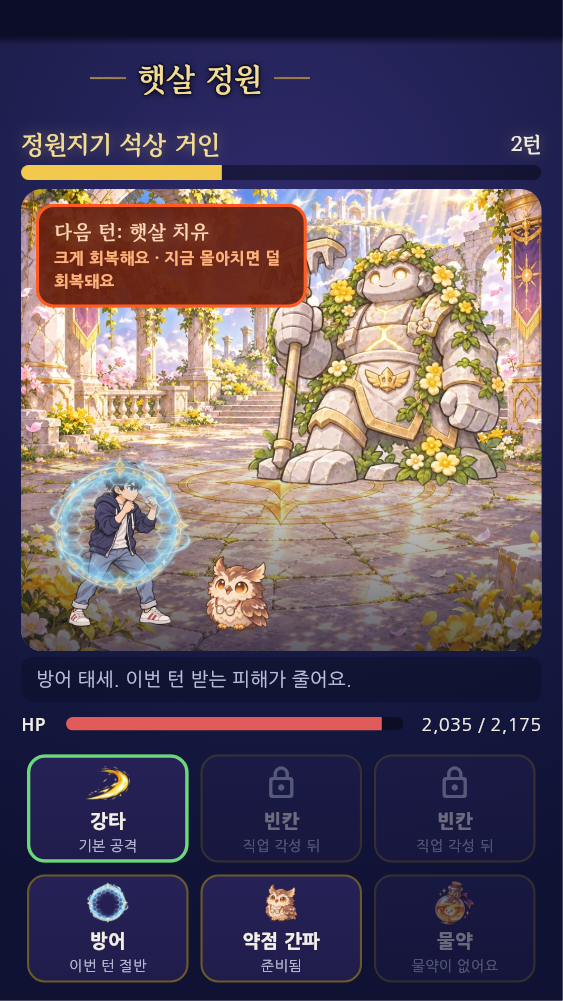 햇살 정원
정원지기 석상 거인
2턴
다음 턴: 햇살 치유
크게 회복해요 · 지금 몰아치면 덜
회복돼요
방어 태세. 이번 턴 받는 피해가 줄어요.
HP
2,035 / 2,175
강타
기본 공격
빈칸
직업 각성 뒤
빈칸
직업 각성 뒤
방어
이번 턴 절반
약점 간파
준비됨
물약
물약이 없어요